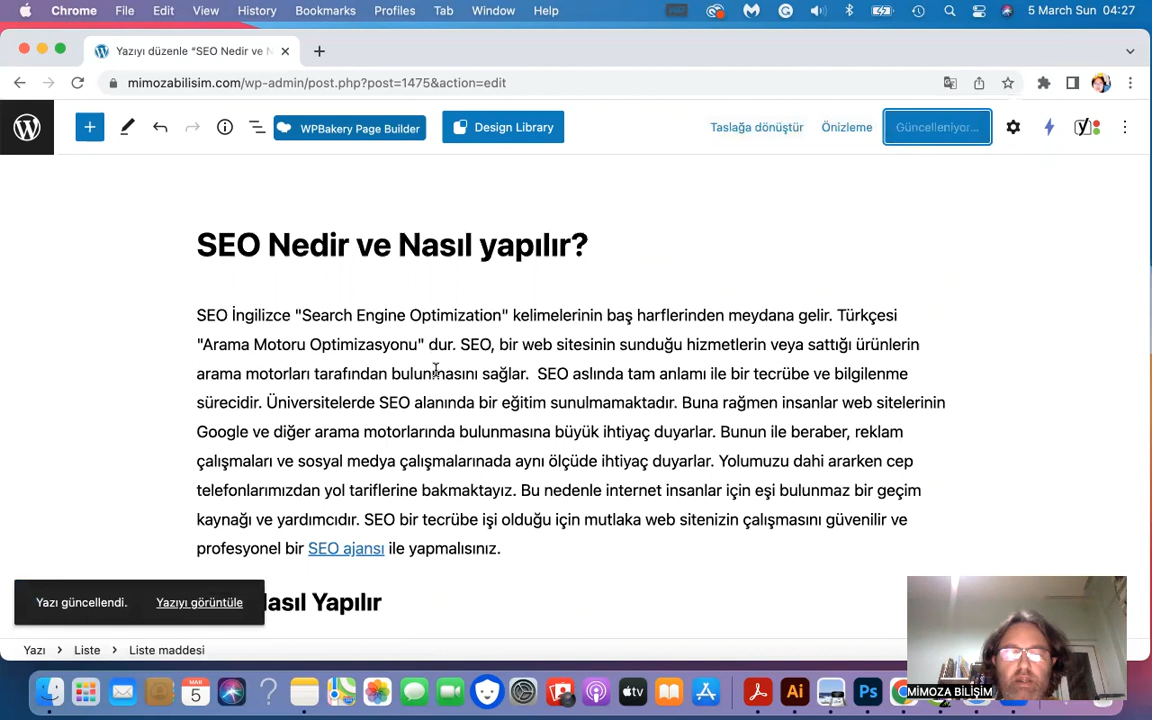 Chrome File Edit View History Bookmarks Profiles Tab Window Help 5 March Sun 04:27
Yazıyı düzenle “SEO Nedir ve N
mimozabilisim.com/wp-admin/post.php?post=1475&action=edit
WPBakery Page Builder Design Library Taslağa dönüştür Önizleme Güncelleniyor...
SEO Nedir ve Nasıl yapılır?
SEO İngilizce "Search Engine Optimization" kelimelerinin baş harflerinden meydana gelir. Türkçesi
"Arama Motoru Optimizasyonu" dur. SEO, bir web sitesinin sunduğu hizmetlerin veya sattığı ürünlerin
arama motorları tarafından bulunmasını sağlar. SEO aslında tam anlamı ile bir tecrübe ve bilgilenme
sürecidir. Üniversitelerde SEO alanında bir eğitim sunulmamaktadır. Buna rağmen insanlar web sitelerinin
Google ve diğer arama motorlarında bulunmasına büyük ihtiyaç duyarlar. Bunun ile beraber, reklam
çalışmaları ve sosyal medya çalışmalarınada aynı ölçüde ihtiyaç duyarlar. Yolumuzu dahi ararken cep
telefonlarımızdan yol tariflerine bakmaktayız. Bu nedenle internet insanlar için eşi bulunmaz bir geçim
kaynağı ve yardımcıdır. SEO bir tecrübe işi olduğu için mutlaka web sitenizin çalışmasını güvenilir ve
profesyonel bir SEO ajansı ile yapmalısınız.
Nasıl Yapılır
Yazı güncellendi. Yazıyı görüntüle
Yazı Liste Liste maddesi
MİMOZA BİLİŞİM
MAR
5
tv
Ai
Ps